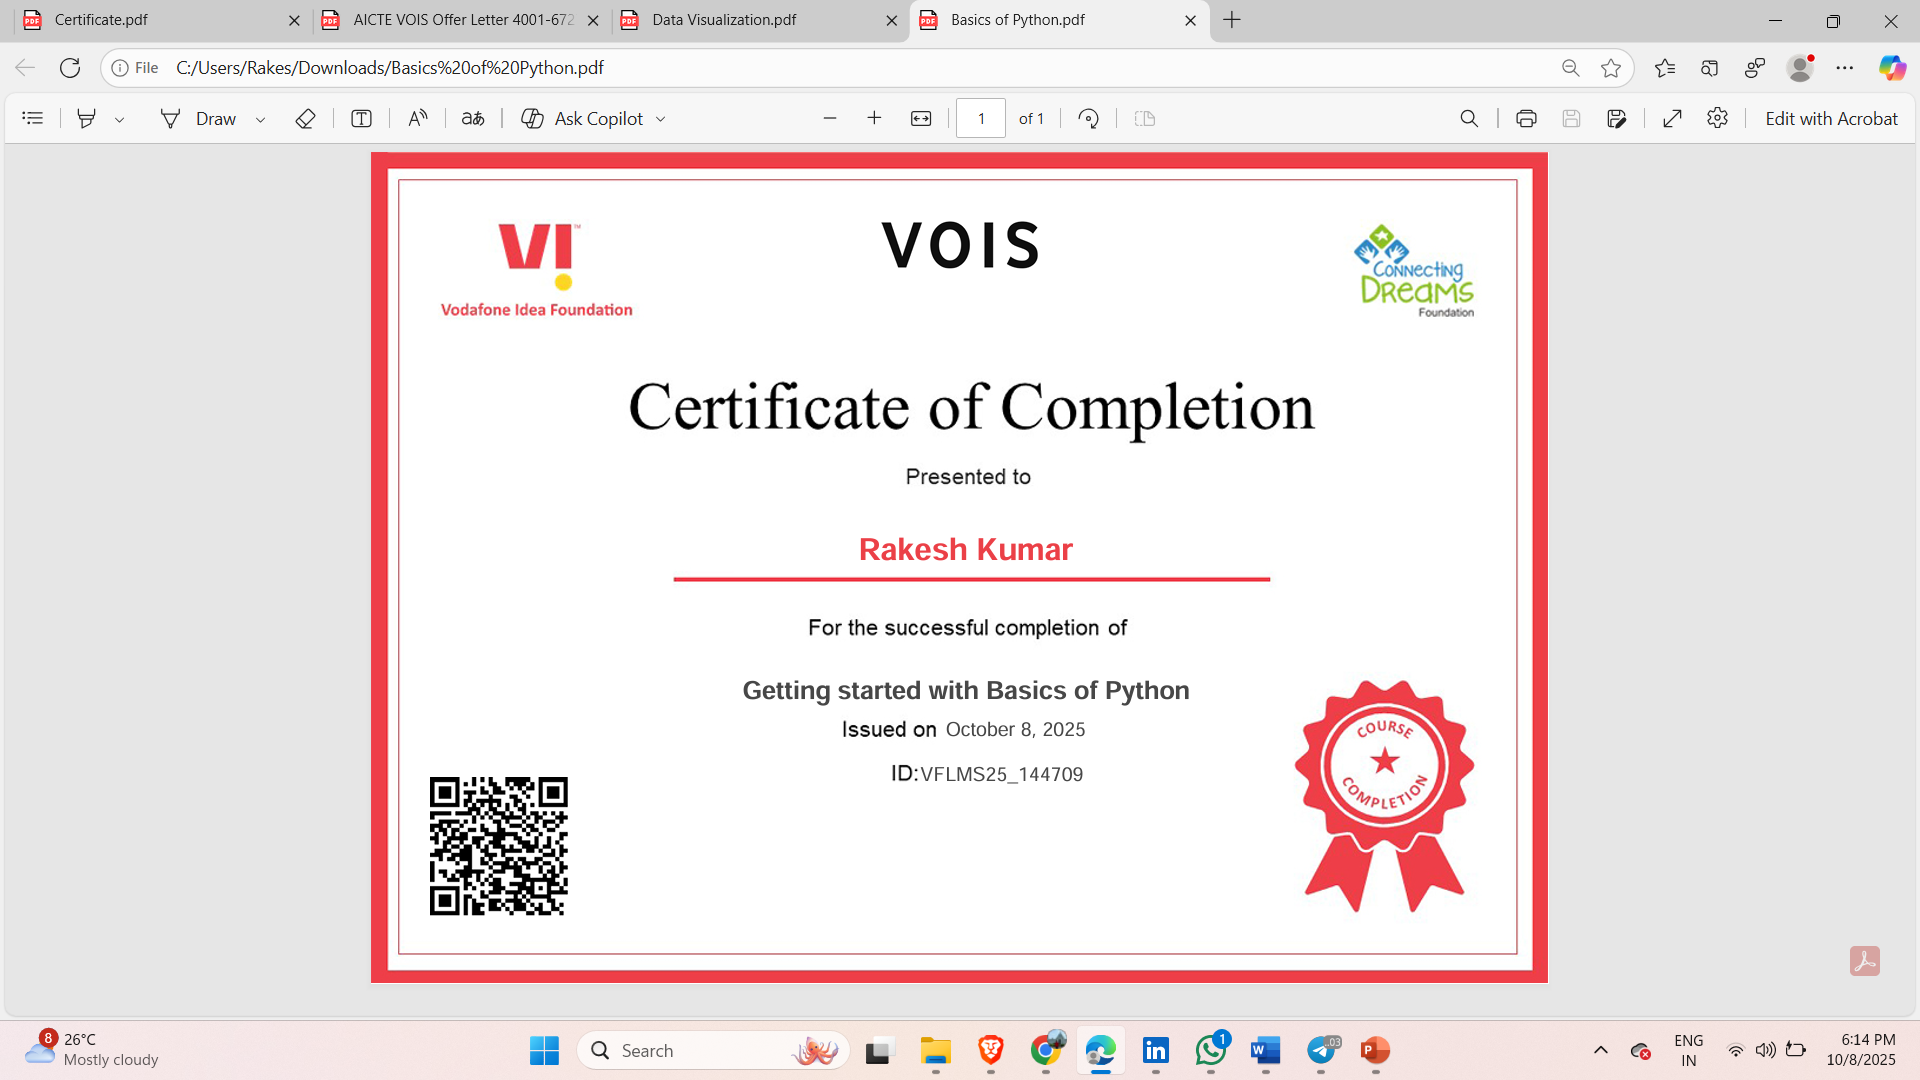 Certificate.pdf
AICTE VOIS Offer Letter 4001-672
Data Visualization.pdf
Basics of Python.pdf
File
C:/Users/Rakes/Downloads/Basics%20of%20Python.pdf
Draw
Ask Copilot
1
of 1
Edit with Acrobat
VI
TM
Vodafone Idea Foundation
VOIS
Connecting
Dreams
Foundation
Certificate of Completion
Presented to
Rakesh Kumar
For the successful completion of
Getting started with Basics of Python
Issued on October 8, 2025
ID:VFLMS25_144709
COURSE
COMPLETION
8
26°C
Mostly cloudy
Search
1
.03
ENG
IN
6:14 PM
10/8/2025